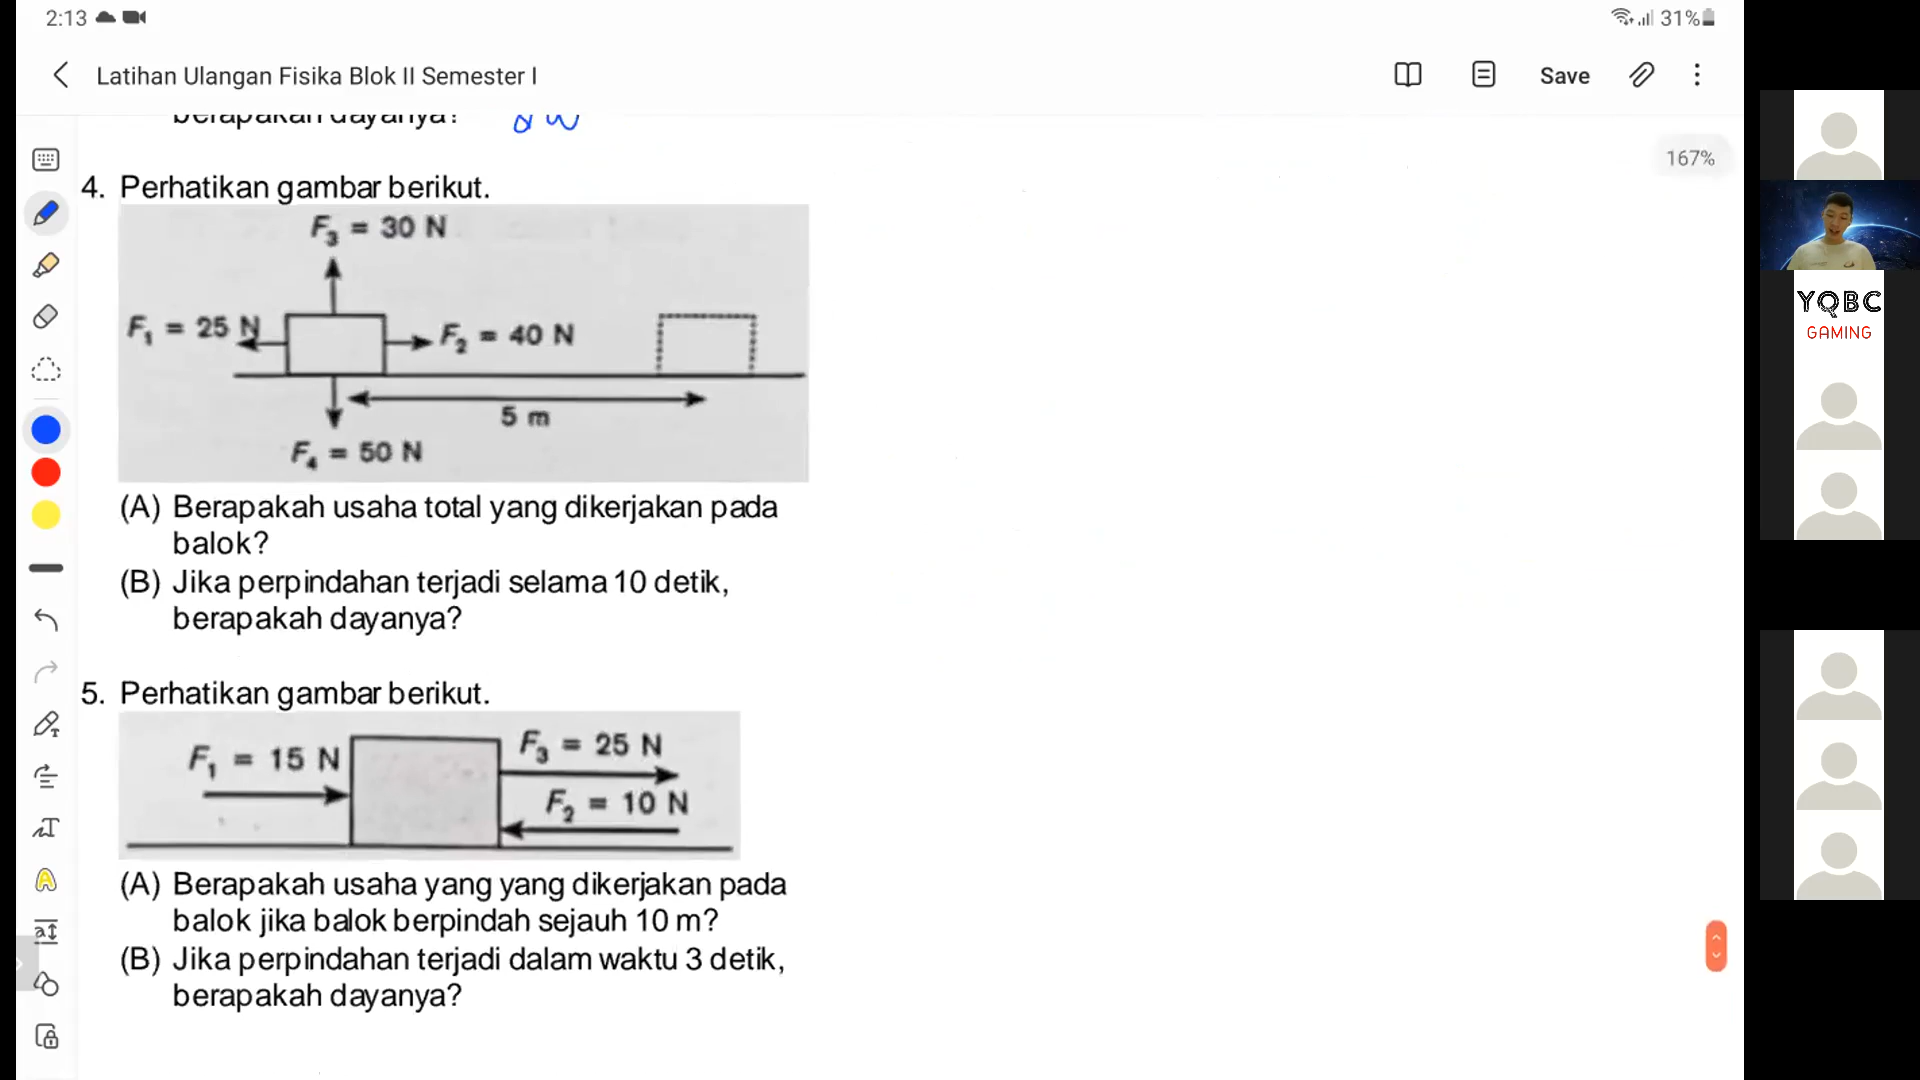 2:13
31%
Latihan Ulangan Fisika Blok II Semester I
Save
berapakah dayanya?
167%
4. Perhatikan gambar berikut.
F3 = 30 N
F1 = 25 N
F2 = 40 N
5 m
F4 = 50 N
(A) Berapakah usaha total yang dikerjakan pada
balok?
(B) Jika perpindahan terjadi selama 10 detik,
berapakah dayanya?
5. Perhatikan gambar berikut.
F1 = 15 N
F3 = 25 N
F2 = 10 N
(A) Berapakah usaha yang yang dikerjakan pada
balok jika balok berpindah sejauh 10 m?
(B) Jika perpindahan terjadi dalam waktu 3 detik,
berapakah dayanya?
YQBC
GAMING